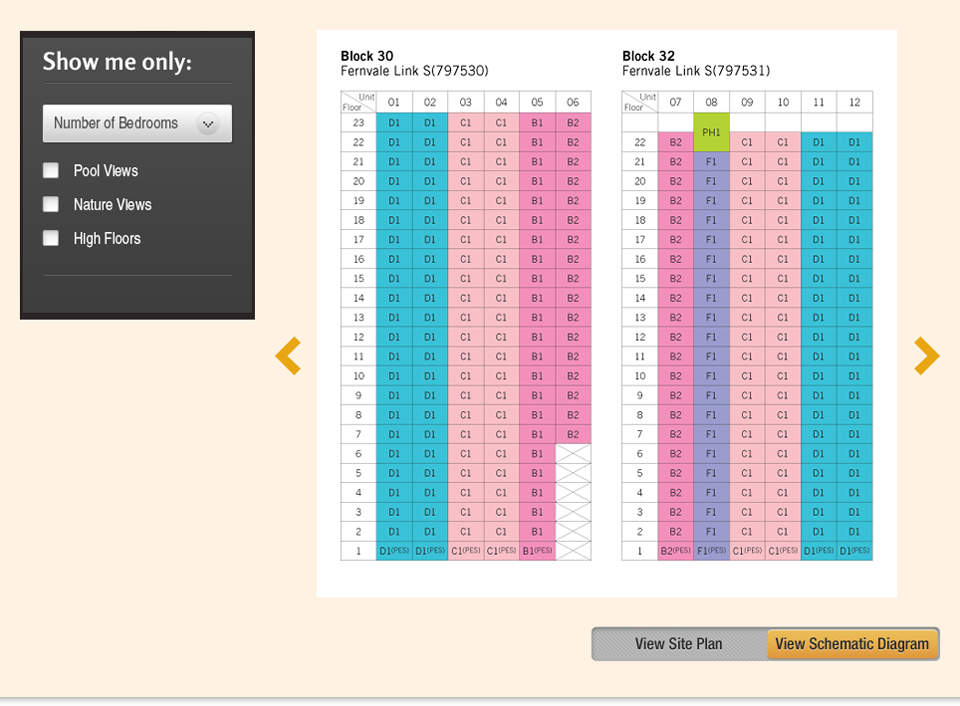 Show me only:
Number of Bedrooms
Pool Views
Nature Views
High Floors
Block 30
Fernvale Link S(797530)
Unit
Floor 01 02 03 04 05 06
23 D1 D1 C1 C1 B1 B2
22 D1 D1 C1 C1 B1 B2
21 D1 D1 C1 C1 B1 B2
20 D1 D1 C1 C1 B1 B2
19 D1 D1 C1 C1 B1 B2
18 D1 D1 C1 C1 B1 B2
17 D1 D1 C1 C1 B1 B2
16 D1 D1 C1 C1 B1 B2
15 D1 D1 C1 C1 B1 B2
14 D1 D1 C1 C1 B1 B2
13 D1 D1 C1 C1 B1 B2
12 D1 D1 C1 C1 B1 B2
11 D1 D1 C1 C1 B1 B2
10 D1 D1 C1 C1 B1 B2
9 D1 D1 C1 C1 B1 B2
8 D1 D1 C1 C1 B1 B2
7 D1 D1 C1 C1 B1 B2
6 D1 D1 C1 C1 B1
5 D1 D1 C1 C1 B1
4 D1 D1 C1 C1 B1
3 D1 D1 C1 C1 B1
2 D1 D1 C1 C1 B1
1 D1(PES) D1(PES) C1(PES) C1(PES) B1(PES)
Block 32
Fernvale Link S(797531)
Unit
Floor 07 08 09 10 11 12
PH1
22 B2 C1 C1 D1 D1
21 B2 F1 C1 C1 D1 D1
20 B2 F1 C1 C1 D1 D1
19 B2 F1 C1 C1 D1 D1
18 B2 F1 C1 C1 D1 D1
17 B2 F1 C1 C1 D1 D1
16 B2 F1 C1 C1 D1 D1
15 B2 F1 C1 C1 D1 D1
14 B2 F1 C1 C1 D1 D1
13 B2 F1 C1 C1 D1 D1
12 B2 F1 C1 C1 D1 D1
11 B2 F1 C1 C1 D1 D1
10 B2 F1 C1 C1 D1 D1
9 B2 F1 C1 C1 D1 D1
8 B2 F1 C1 C1 D1 D1
7 B2 F1 C1 C1 D1 D1
6 B2 F1 C1 C1 D1 D1
5 B2 F1 C1 C1 D1 D1
4 B2 F1 C1 C1 D1 D1
3 B2 F1 C1 C1 D1 D1
2 B2 F1 C1 C1 D1 D1
1 B2(PES) F1(PES) C1(PES) C1(PES) D1(PES) D1(PES)
View Site Plan
View Schematic Diagram